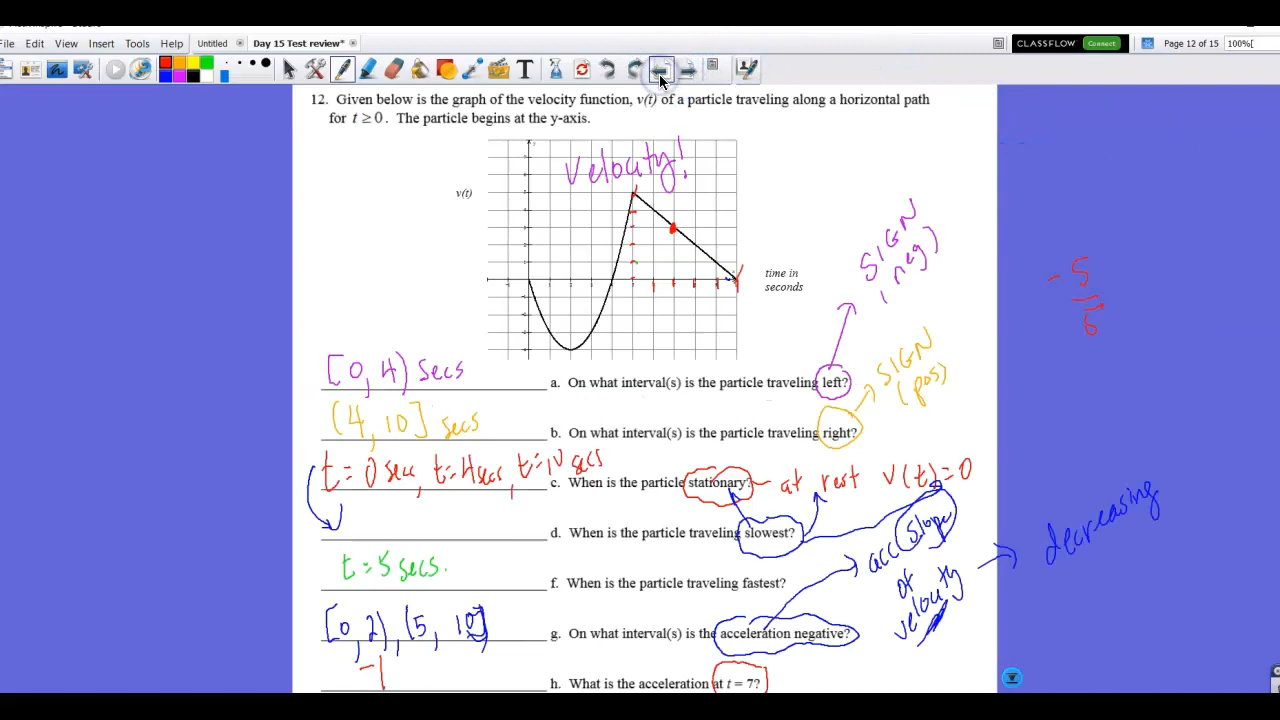 File Edit View Insert Tools Help Untitled Day 15 Test review* CLASSFLOW Connect Page 12 of 15 100%[
12. Given below is the graph of the velocity function, v(t) of a particle traveling along a horizontal path
for t ≥ 0. The particle begins at the y-axis.
velocity!
v(t)
time in
seconds
SIGN
(neg)
-5
6
[0, 4) secs
a. On what interval(s) is the particle traveling left?
SIGN
(pos)
(4, 10] secs
b. On what interval(s) is the particle traveling right?
t = 0 sec, t=4secs, t=10 secs
c. When is the particle stationary? at rest v(t)=0
d. When is the particle traveling slowest?
acc (slope
of
velocity
decreasing
t=5 secs.
f. When is the particle traveling fastest?
[0, 2), (5, 10]
g. On what interval(s) is the acceleration negative?
-1
h. What is the acceleration at t = 7?